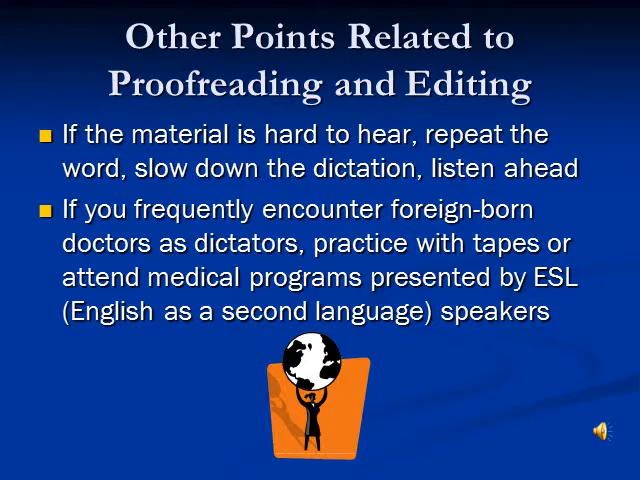 Other Points Related to
Proofreading and Editing
If the material is hard to hear, repeat the
word, slow down the dictation, listen ahead
If you frequently encounter foreign-born
doctors as dictators, practice with tapes or
attend medical programs presented by ESL
(English as a second language) speakers